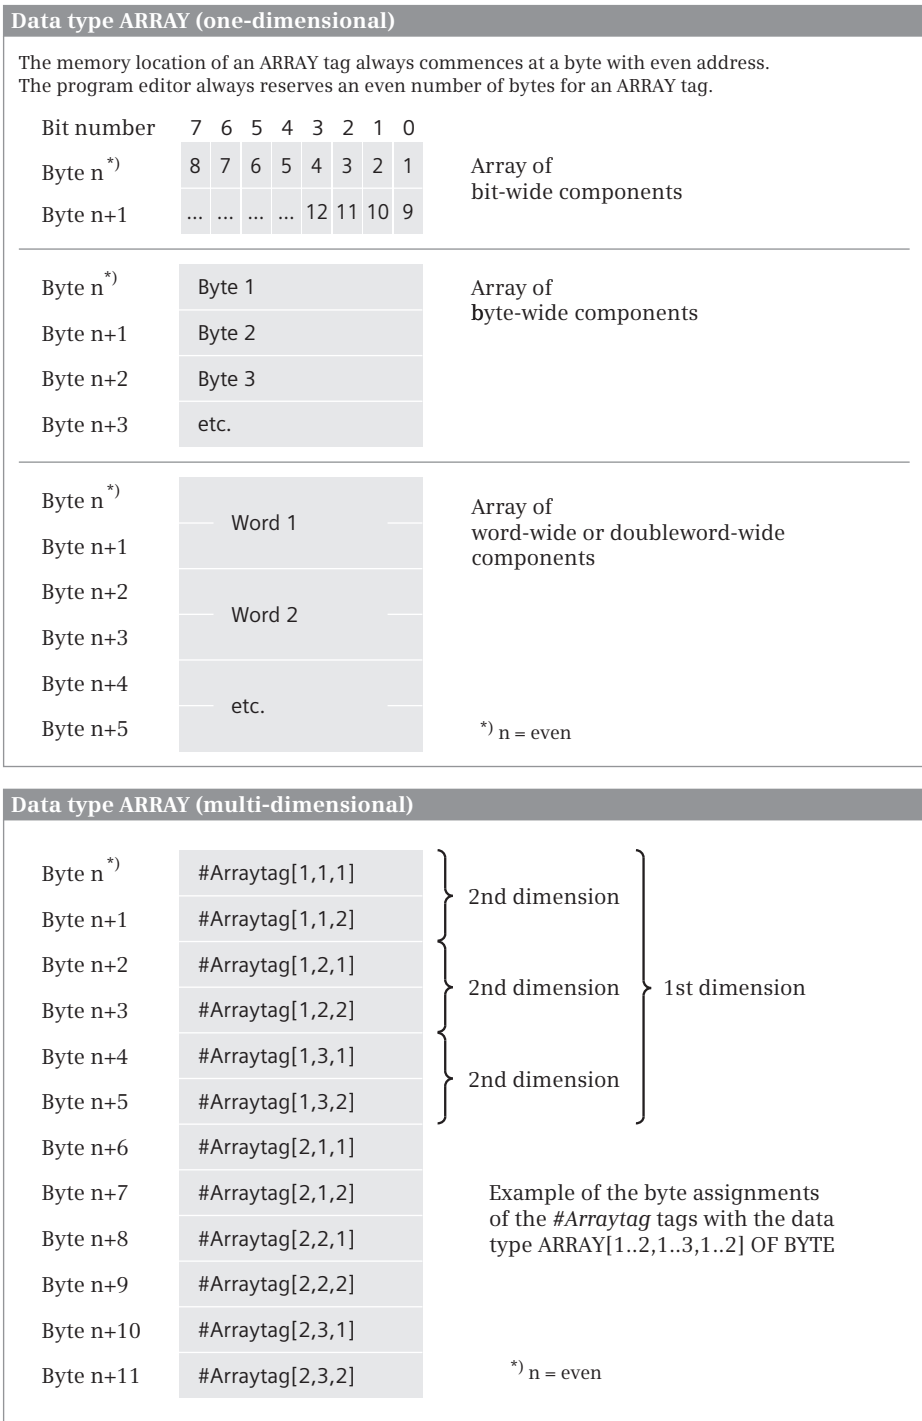 Data type ARRAY (one-dimensional)
The memory location of an ARRAY tag always commences at a byte with even address.
The program editor always reserves an even number of bytes for an ARRAY tag.
Bit number 7 6 5 4 3 2 1 0
Byte n*) 8 7 6 5 4 3 2 1 Array of
bit-wide components
Byte n+1 ... ... ... ... 12 11 10 9
Byte n*) Byte 1 Array of
byte-wide components
Byte n+1 Byte 2
Byte n+2 Byte 3
Byte n+3 etc.
Byte n*)
Word 1
Array of
word-wide or doubleword-wide
components
Byte n+1
Byte n+2
Word 2
Byte n+3
Byte n+4
etc.
Byte n+5
*) n = even
Data type ARRAY (multi-dimensional)
Byte n*) #Arraytag[1,1,1]
2nd dimension
Byte n+1 #Arraytag[1,1,2]
Byte n+2 #Arraytag[1,2,1]
2nd dimension 1st dimension
Byte n+3 #Arraytag[1,2,2]
Byte n+4 #Arraytag[1,3,1]
2nd dimension
Byte n+5 #Arraytag[1,3,2]
Byte n+6 #Arraytag[2,1,1]
Byte n+7 #Arraytag[2,1,2]
Example of the byte assignments
of the #Arraytag tags with the data
type ARRAY[1..2,1..3,1..2] OF BYTE
Byte n+8 #Arraytag[2,2,1]
Byte n+9 #Arraytag[2,2,2]
Byte n+10 #Arraytag[2,3,1]
Byte n+11 #Arraytag[2,3,2]
*) n = even